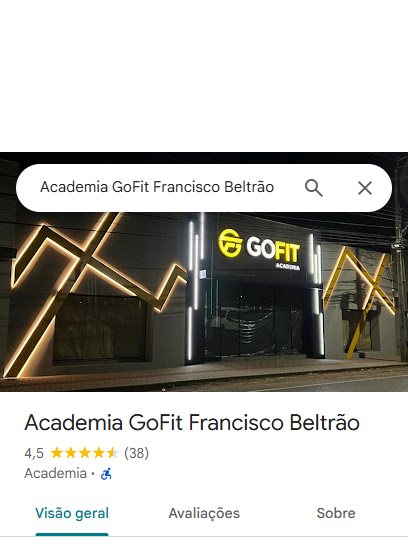 Academia GoFit Francisco Beltrão
GOFIT
ACADEMIA
Academia GoFit Francisco Beltrão
4,5 (38)
Academia ·
Visão geral Avaliações Sobre